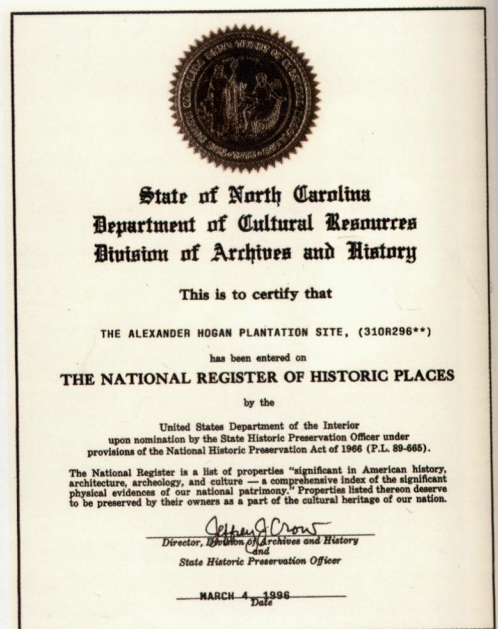 State of North Carolina
Department of Cultural Resources
Division of Archives and History
This is to certify that
THE ALEXANDER HOGAN PLANTATION SITE, (31OR296**)
has been entered on
THE NATIONAL REGISTER OF HISTORIC PLACES
by the
United States Department of the Interior
upon nomination by the State Historic Preservation Officer under
provisions of the National Historic Preservation Act of 1966 (P.L. 89-665).
The National Register is a list of properties "significant in American history,
architecture, archeology, and culture — a comprehensive index of the significant
physical evidences of our national patrimony." Properties listed thereon deserve
to be preserved by their owners as a part of the cultural heritage of our nation.
Jeffrey J Crow
Director, Division of Archives and History
and
State Historic Preservation Officer
MARCH 4, 1996
Date